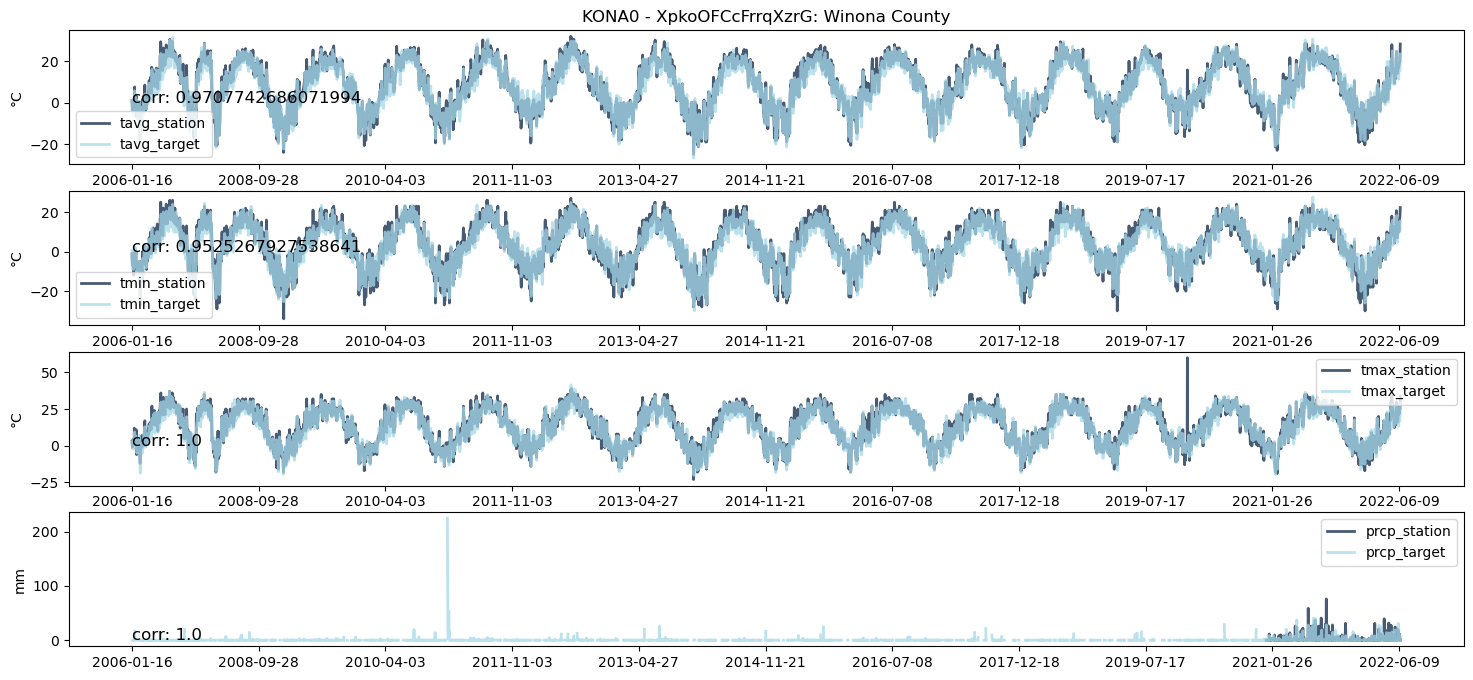 KONA0 - XpkoOFCcFrrqXzrG: Winona County
20
0
−20
°C
corr: 0.9707742686071994
tavg_station
tavg_target
2006-01-16 2008-09-28 2010-04-03 2011-11-03 2013-04-27 2014-11-21 2016-07-08 2017-12-18 2019-07-17 2021-01-26 2022-06-09
20
0
−20
°C
corr: 0.9525267927538641
tmin_station
tmin_target
2006-01-16 2008-09-28 2010-04-03 2011-11-03 2013-04-27 2014-11-21 2016-07-08 2017-12-18 2019-07-17 2021-01-26 2022-06-09
50
25
0
−25
°C
corr: 1.0
tmax_station
tmax_target
2006-01-16 2008-09-28 2010-04-03 2011-11-03 2013-04-27 2014-11-21 2016-07-08 2017-12-18 2019-07-17 2021-01-26 2022-06-09
200
100
0
mm
corr: 1.0
prcp_station
prcp_target
2006-01-16 2008-09-28 2010-04-03 2011-11-03 2013-04-27 2014-11-21 2016-07-08 2017-12-18 2019-07-17 2021-01-26 2022-06-09